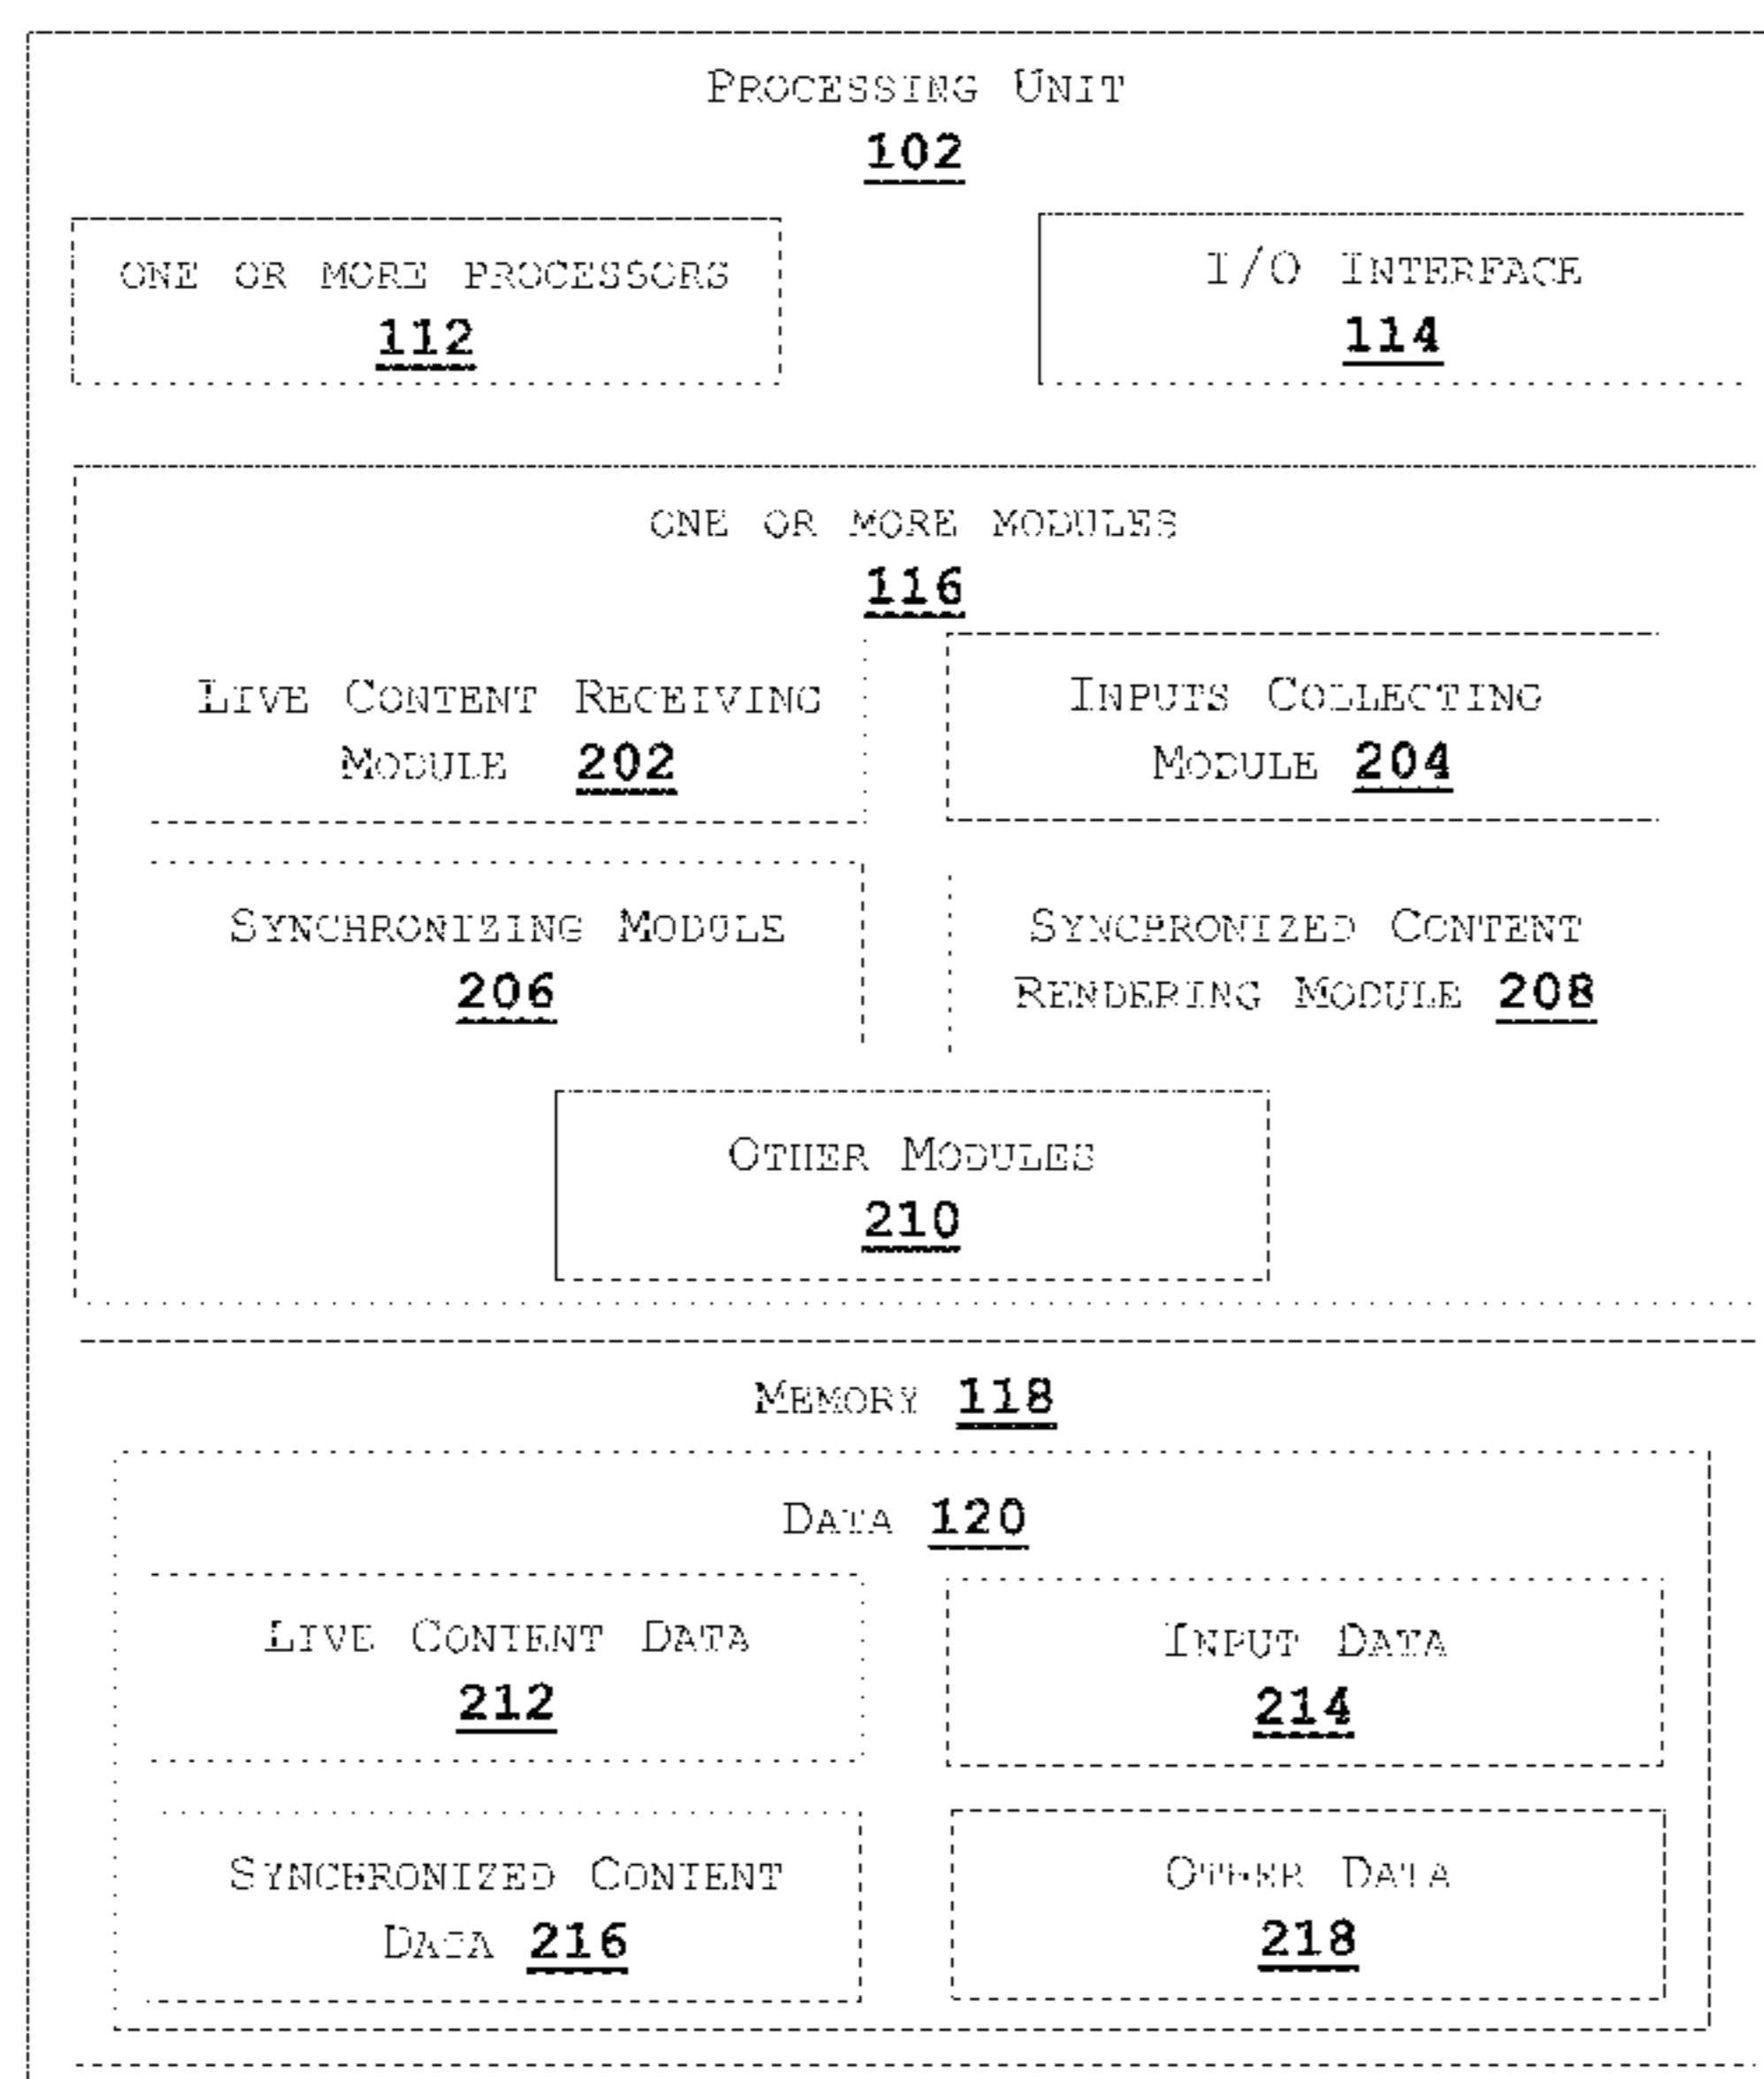 PROCESSING UNIT
102
ONE OR MORE PROCESSORS
112
I/O INTERFACE
114
ONE OR MORE MODULES
116
LIVE CONTENT RECEIVING
MODULE 202
INPUTS COLLECTING
MODULE 204
SYNCHRONIZING MODULE
206
SYNCHRONIZED CONTENT
RENDERING MODULE 208
OTHER MODULES
210
MEMORY 118
DATA 120
LIVE CONTENT DATA
212
INPUT DATA
214
SYNCHRONIZED CONTENT
DATA 216
OTHER DATA
218